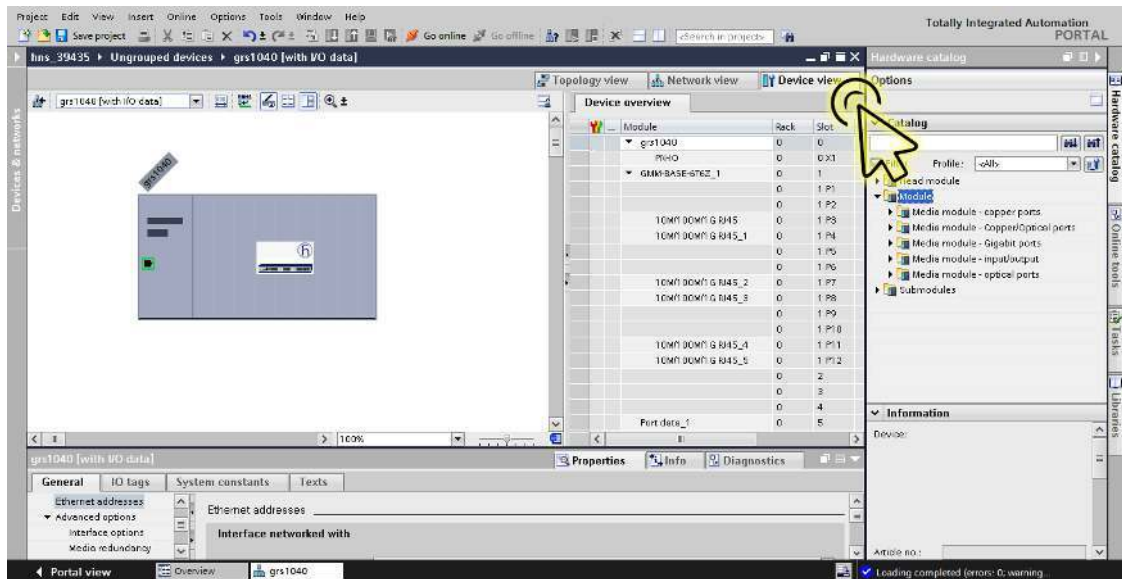 Project Edit View Insert Online Options Tools Window Help
Totally Integrated Automation
PORTAL
Save project Go online Go offline <Search in project>
hns_39435 Ungrouped devices grs1040 [with I/O data]
Hardware catalog
Topology view Network view Device view
Options
grs1040 [with I/O data]
Device overview
Catalog
Module Rack Slot
grs1040 0 0
PN-IO 0 0 X1
Profile: <All>
GMM-BASE-6T6Z_1 0 1
Head module
0 1 P1
Module
0 1 P2
Media module - copper ports
10M/100M/1G RJ45 0 1 P3
Media module - Copper/Optical ports
10M/100M/1G RJ45_1 0 1 P4
Media module - Gigabit ports
0 1 P5
Media module - input/output
0 1 P6
Media module - optical ports
10M/100M/1G RJ45_2 0 1 P7
Submodules
10M/100M/1G RJ45_3 0 1 P8
0 1 P9
0 1 P10
10M/100M/1G RJ45_4 0 1 P11
10M/100M/1G RJ45_5 0 1 P12
0 2
0 3
0 4
Port data_1 0 5
grs1040
Devices & networks
Hardware catalog
Online tools
Tasks
Libraries
Information
Device:
100%
grs1040 [with I/O data]
Properties Info Diagnostics
General IO tags System constants Texts
Ethernet addresses
Advanced options
Interface options
Media redundancy
Ethernet addresses
Interface networked with
Article no.:
Portal view Overview grs1040
Loading completed (errors: 0; warning